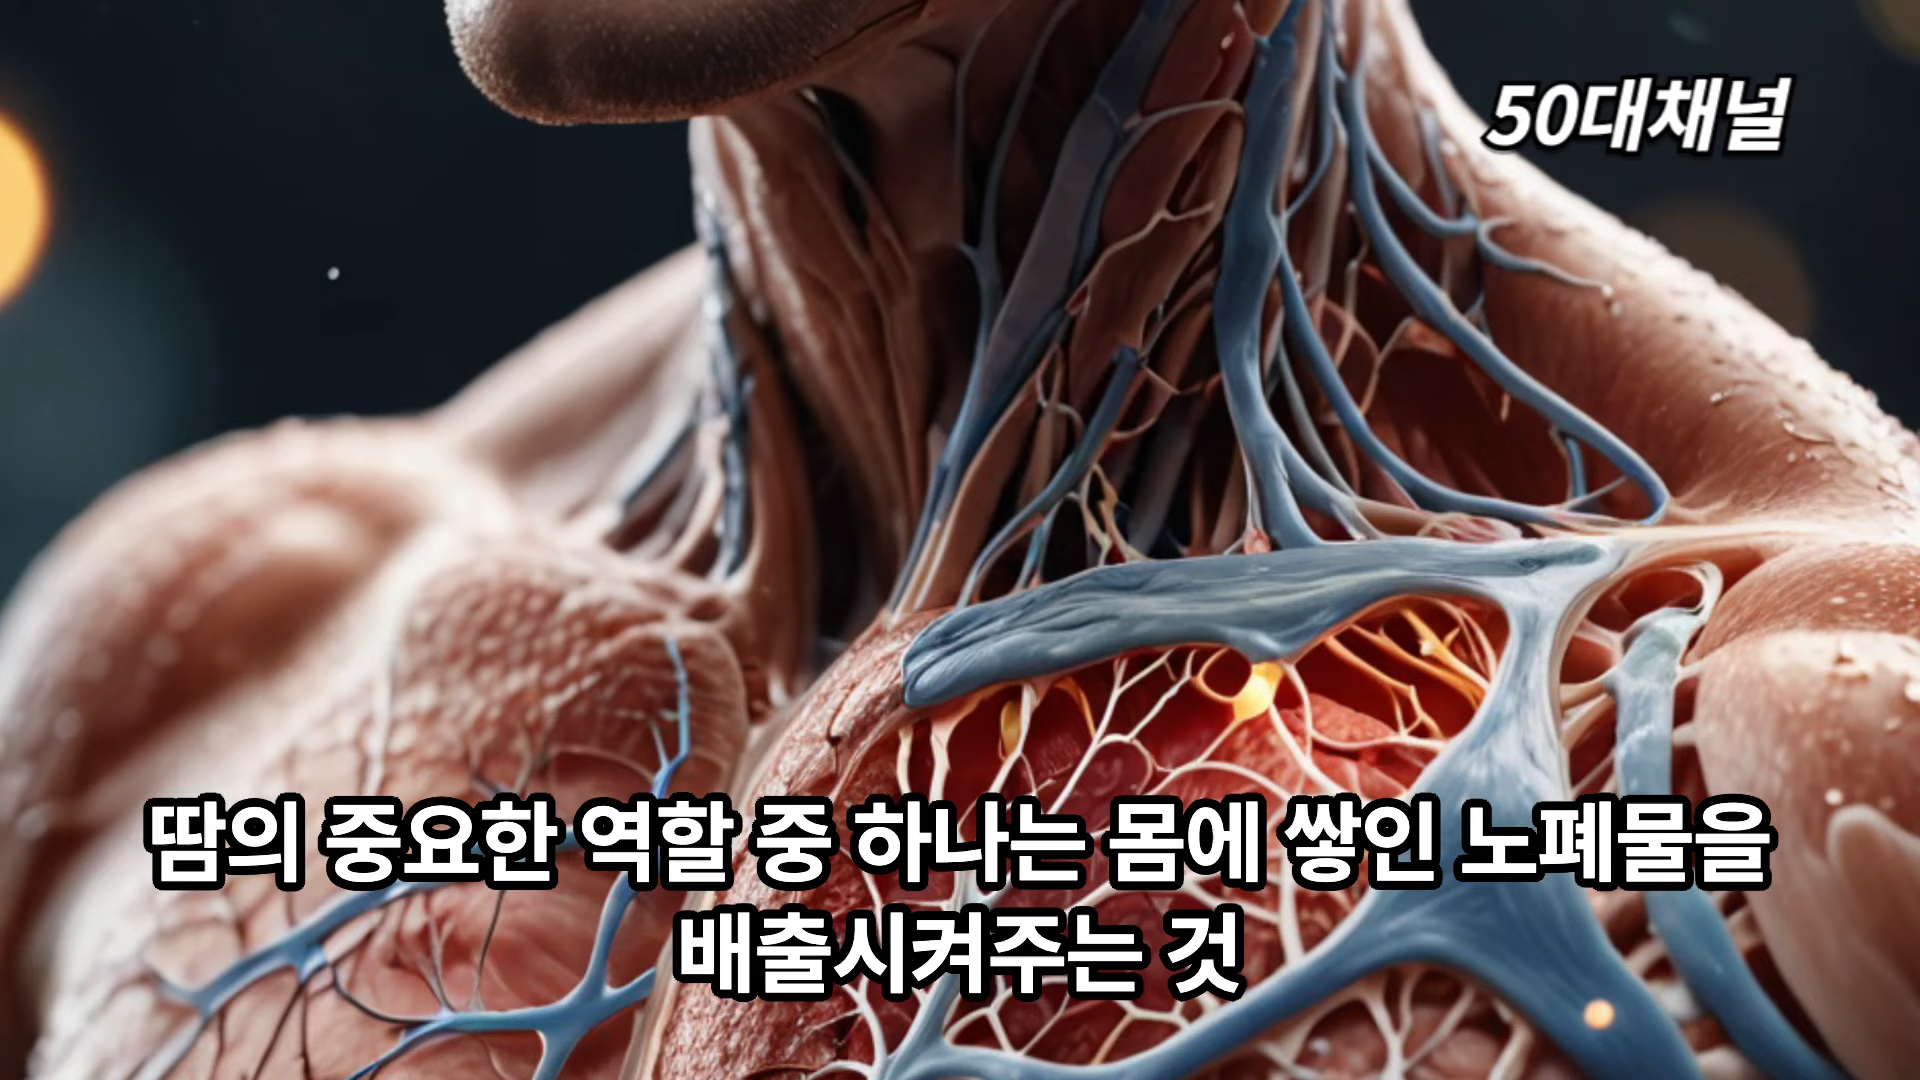 50대채널
땀의 중요한 역할 중 하나는 몸에 쌓인 노폐물을
배출시켜주는 것